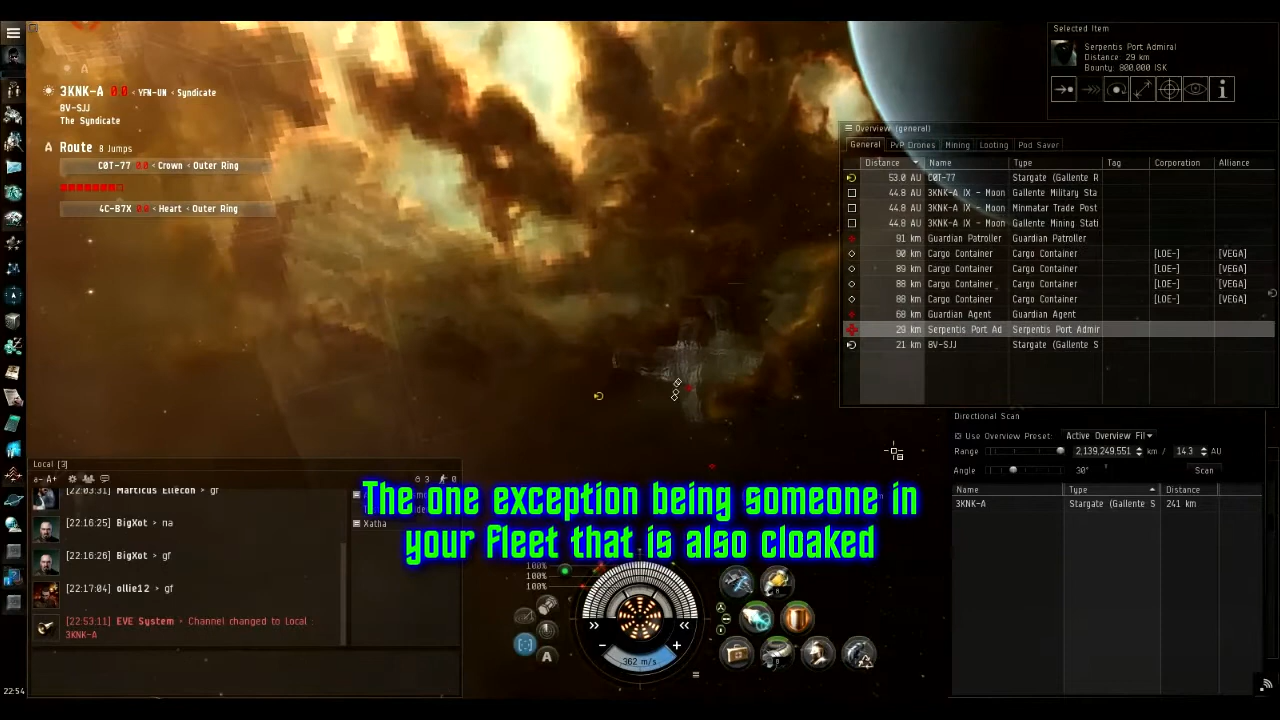 Selected Item
Serpentis Port Admiral
Distance: 29 km
Bounty: 800,000 ISK
3KNK-A 0.0 < YFN-UN < Syndicate
8V-SJJ
The Syndicate
Route 8 Jumps
C0T-77 0.0 < Crown < Outer Ring
4C-B7X 0.0 < Heart < Outer Ring
Overview (general)
General PvP Drones Mining Looting Pod Saver
Distance Name Type Tag Corporation Alliance
53.0 AU C0T-77 Stargate (Gallente R
44.8 AU 3KNK-A IX - Moon Gallente Military Sta
44.8 AU 3KNK-A IX - Moon Minmatar Trade Post
44.8 AU 3KNK-A IX - Moon Gallente Mining Stati
91 km Guardian Patroller Guardian Patroller
90 km Cargo Container Cargo Container [LOE-] [VEGA]
89 km Cargo Container Cargo Container [LOE-] [VEGA]
88 km Cargo Container Cargo Container [LOE-] [VEGA]
88 km Cargo Container Cargo Container [LOE-] [VEGA]
68 km Guardian Agent Guardian Agent
29 km Serpentis Port Ad Serpentis Port Admir
21 km 8V-SJJ Stargate (Gallente S
Directional Scan
Use Overview Preset: Active Overview Fil
Range 2,139,249,551 km / 14.3 AU
Angle 30° Scan
Name Type Distance
3KNK-A Stargate (Gallente S 241 km
Local [3]
a- A+ 3 0
[22:03:31] Marticus Ellecon > gf
[22:16:25] BigXot > na
[22:16:26] BigXot > gf
[22:17:04] ollie12 > gf
[22:53:11] EVE System > Channel changed to Local :
3KNK-A
Xatha
The one exception being someone in
your fleet that is also cloaked
100%
100%
100%
362 m/s
22:54